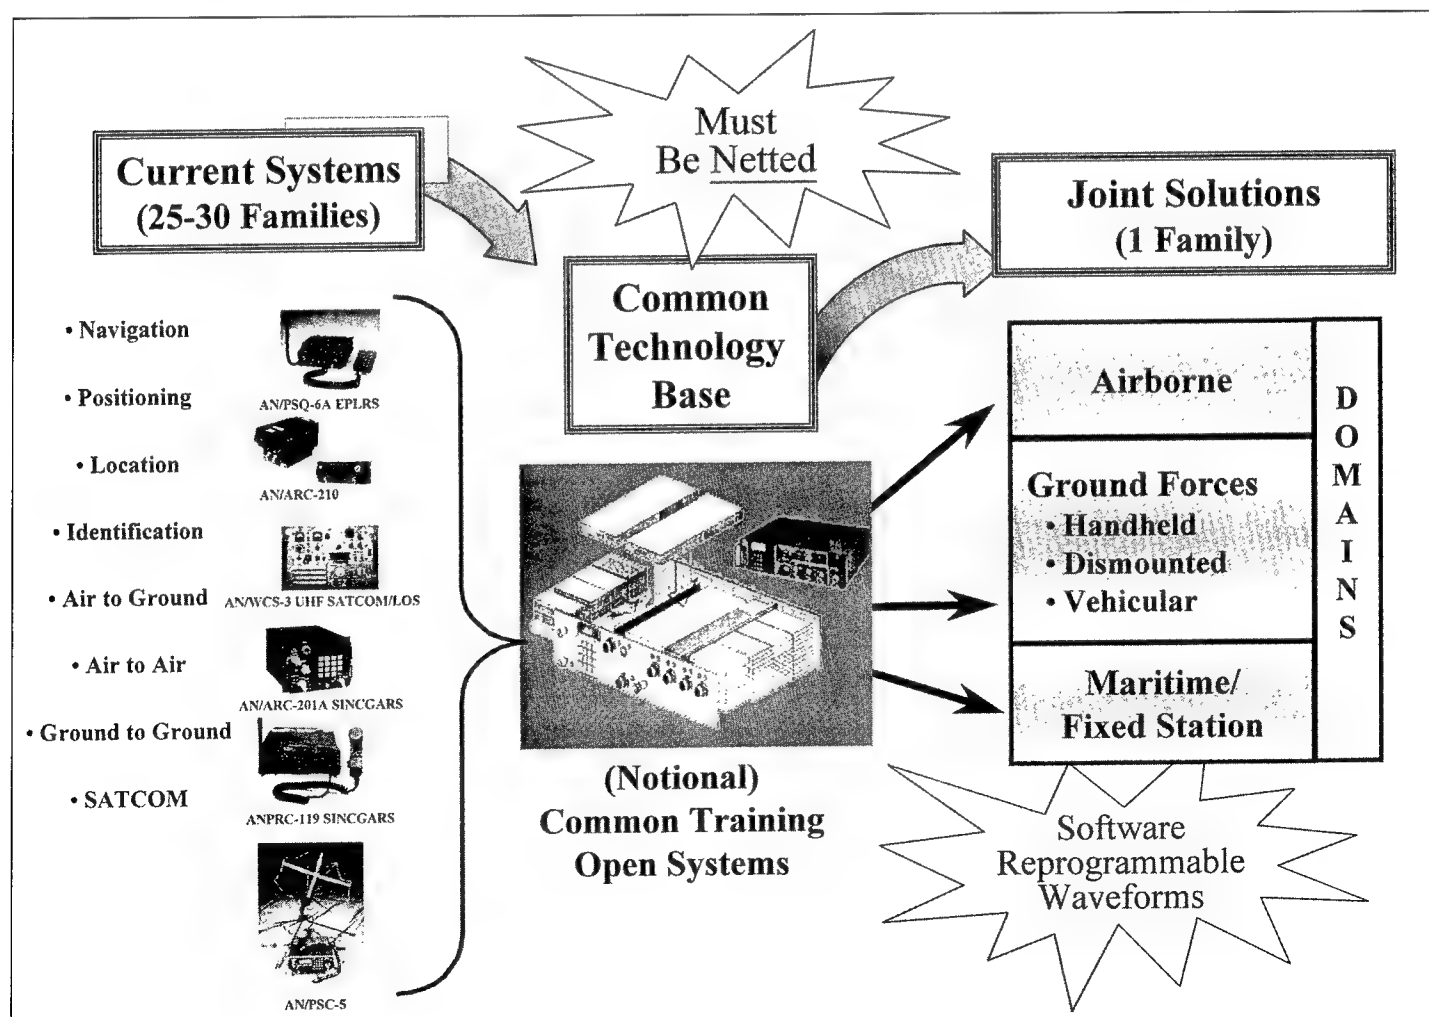 Must
Be Netted
Current Systems
(25-30 Families)
Joint Solutions
(1 Family)
Common
Technology
Base
• Navigation
• Positioning
• Location
• Identification
• Air to Ground
• Air to Air
• Ground to Ground
• SATCOM
AN/PSQ-6A EPLRS
AN/ARC-210
AN/WCS-3 UHF SATCOM/LOS
AN/ARC-201A SINCGARS
ANPRC-119 SINCGARS
AN/PSC-5
(Notional)
Common Training
Open Systems
Airborne
Ground Forces
• Handheld
• Dismounted
• Vehicular
Maritime/
Fixed Station
DOMAINS
Software
Reprogrammable
Waveforms